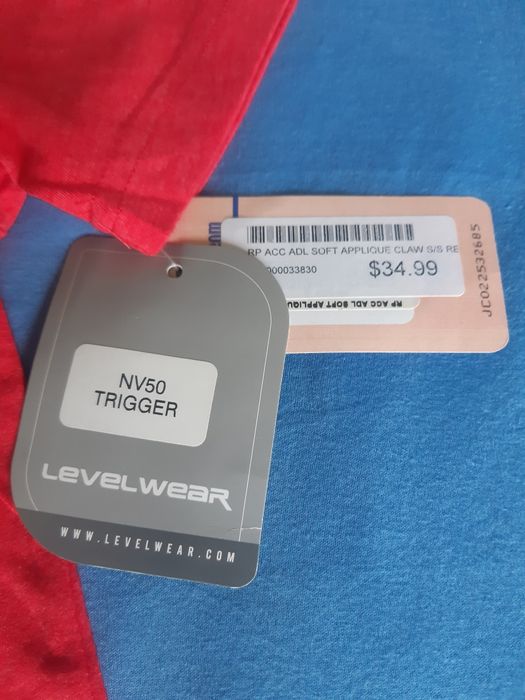 .com
RP ACC ADL SOFT APPLIQUE CLAW S/S RE
000033830
$34.99
RP ACC ADL SOFT APPLIQU
JC022532685
NV50
TRIGGER
LEVELWEAR
WWW.LEVELWEAR.COM